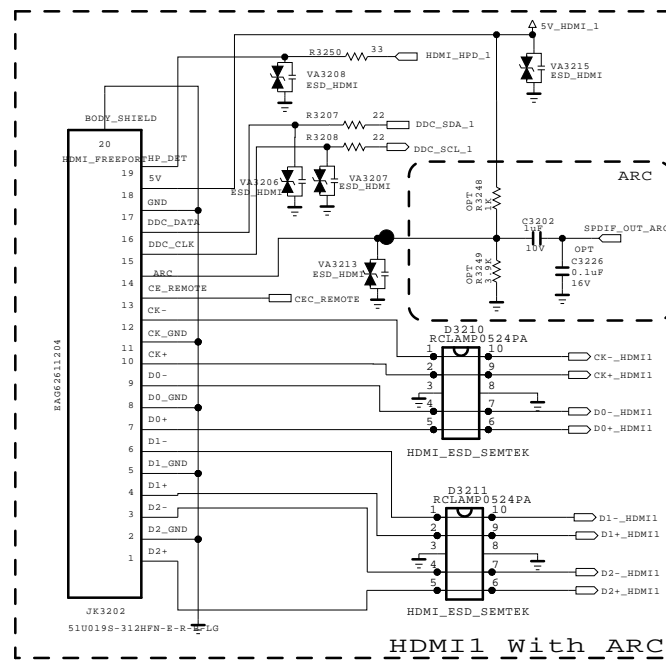 5V_HDMI_1
R3250 33 HDMI_HPD_1
VA3208
ESD_HDMI
VA3215
ESD_HDMI
BODY_SHIELD
R3207 22 DDC_SDA_1
R3208 22 DDC_SCL_1
20
HDMI_FREEPORT
HP_DET
19
5V
18
GND
17
DDC_DATA
16
DDC_CLK
15
ARC
14
CE_REMOTE
13
CK-
12
CK_GND
11
CK+
10
D0-
9
D0_GND
8
D0+
7
D1-
6
D1_GND
5
D1+
4
D2-
3
D2_GND
2
D2+
1
EAG62611204
JK3202
51U019S-312HFN-E-R-B-LG
VA3206
ESD_HDMI
VA3207
ESD_HDMI
VA3213
ESD_HDMI
CEC_REMOTE
ARC
OPT
R3248
1K
C3202
1uF
10V
SPDIF_OUT_ARC
OPT
R3249
3.9K
OPT
C3226
0.1uF
16V
D3210
RCLAMP0524PA
1 10 CK-_HDMI1
2 9 CK+_HDMI1
3 8
4 7 D0-_HDMI1
5 6 D0+_HDMI1
HDMI_ESD_SEMTEK
D3211
RCLAMP0524PA
1 10 D1-_HDMI1
2 9 D1+_HDMI1
3 8
4 7 D2-_HDMI1
5 6 D2+_HDMI1
HDMI_ESD_SEMTEK
HDMI1 With ARC